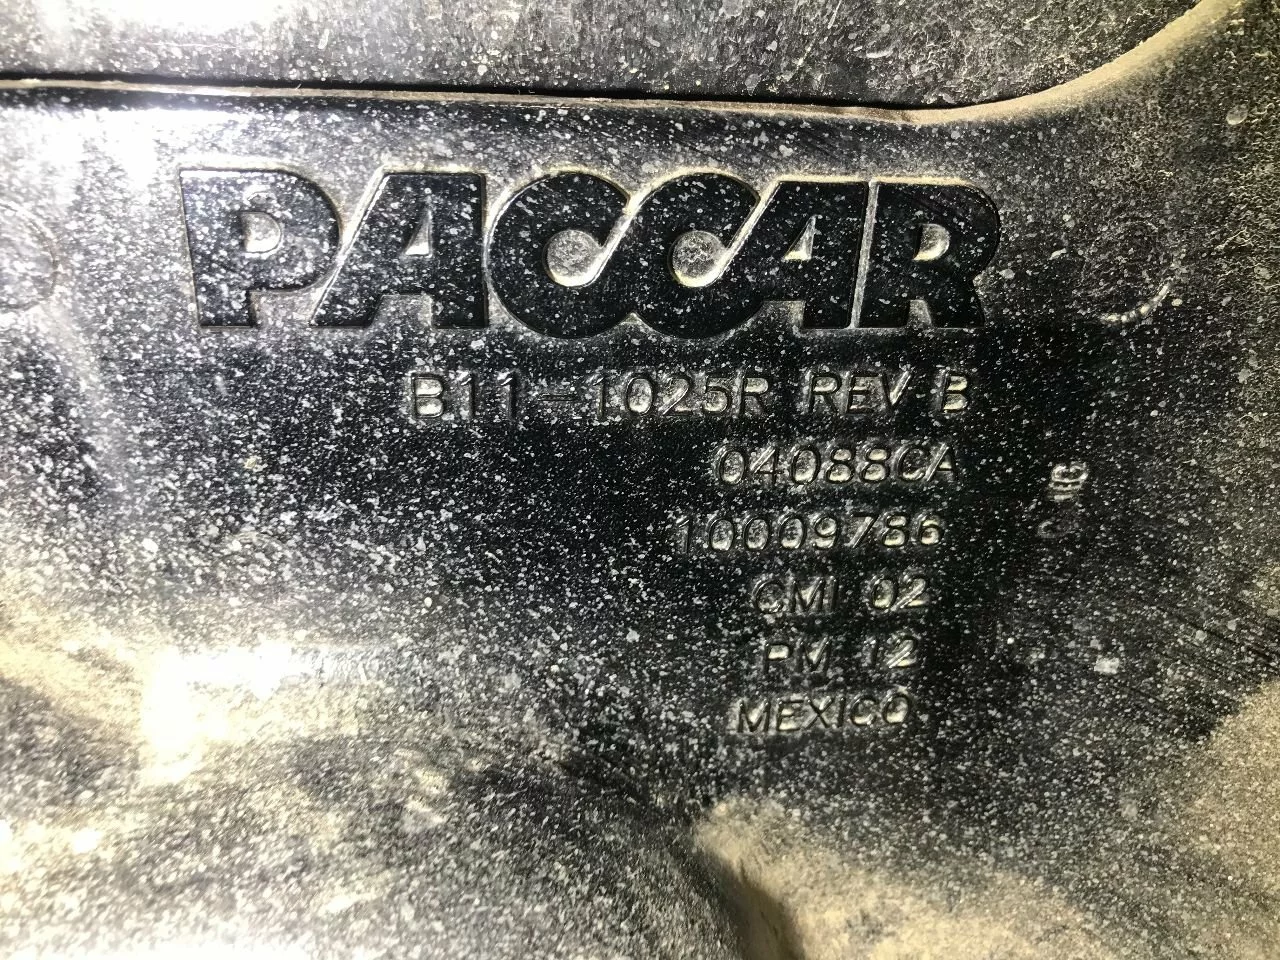 PACCAR
B11-1025R REV B
04088CA
10009786
CMI 02
PM 12
MEXICO